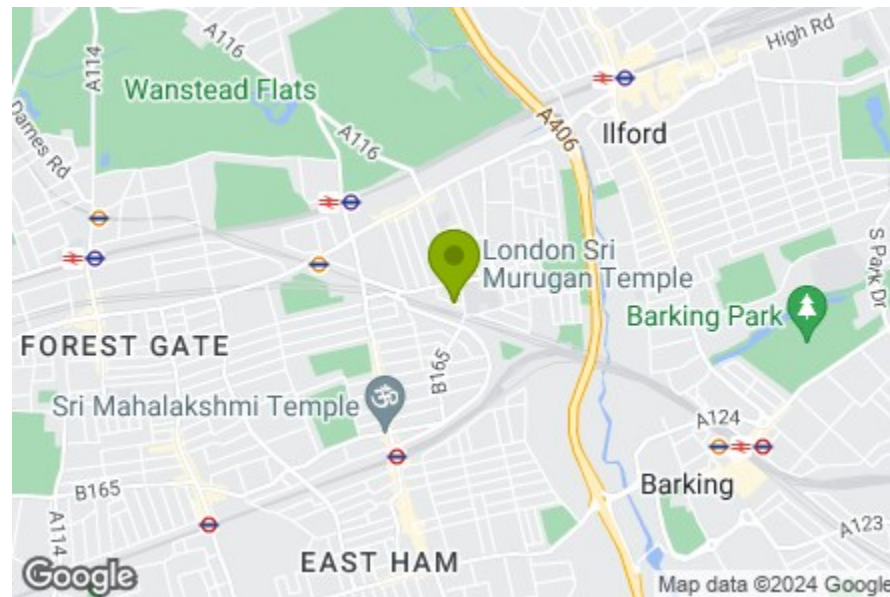 A114
A116
High Rd
Wanstead Flats
A406
Ilford
A116
Dames Rd
London Sri
Murugan Temple
S Park Dr
Barking Park
FOREST GATE
B165
Sri Mahalakshmi Temple
A124
Barking
B165
A114
A123
EAST HAM
Google
Map data ©2024 Google